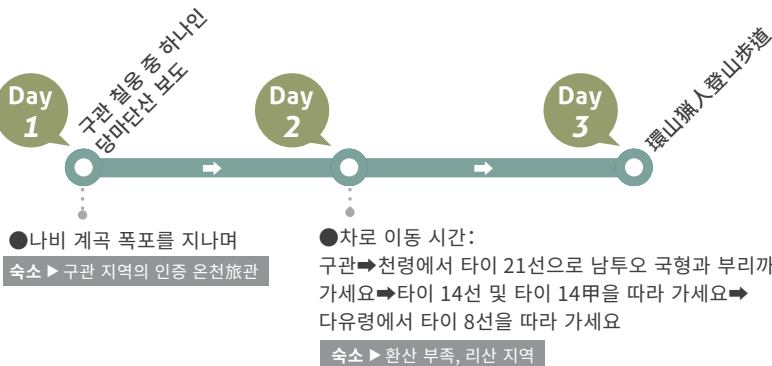 Day
1
구관 칠웅 중 하나인
당마단산 보도
Day
2
Day
3
環山猟人登山步道
●나비 계곡 폭포를 지나며
숙소 ▶ 구관 지역의 인증 온천旅관
●차로 이동 시간:
구관➡천령에서 타이 21선으로 남투오 국형과 부리까
가세요➡타이 14선 및 타이 14甲을 따라 가세요➡
다유령에서 타이 8선을 따라 가세요
숙소 ▶ 환산 부족, 리산 지역